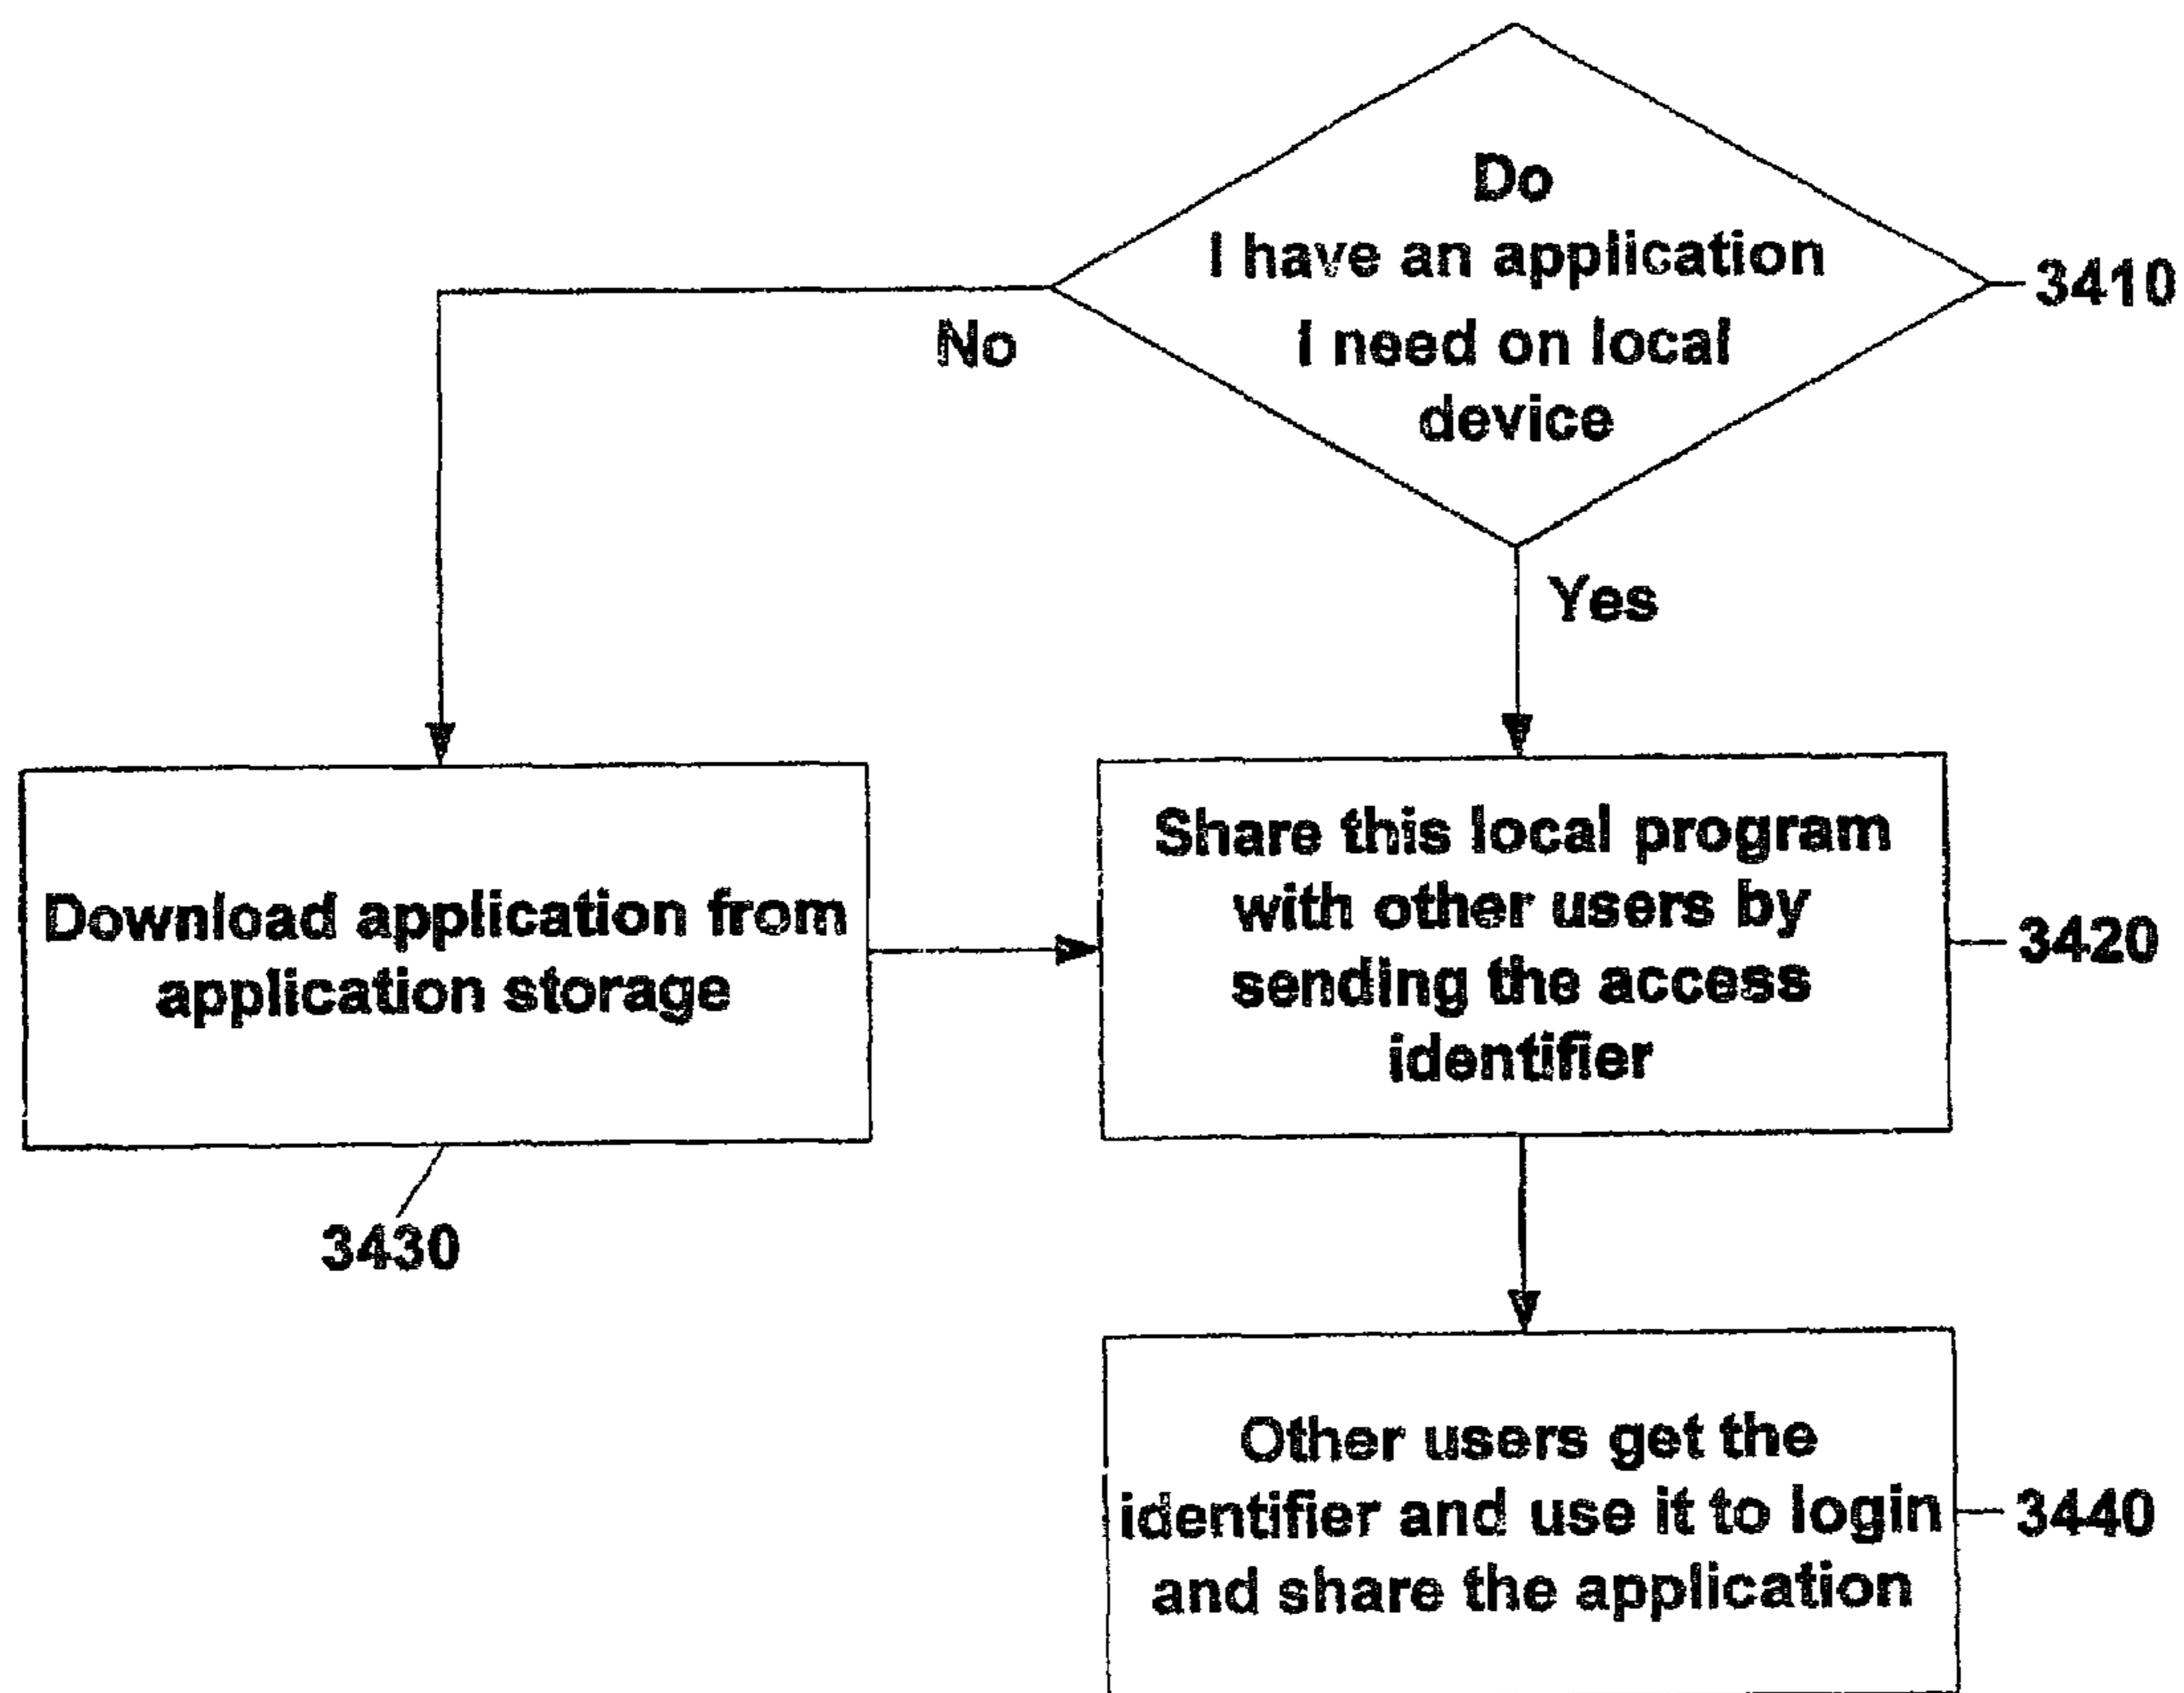 Do
I have an application
I need on local
device
3410
No
Yes
Download application from
application storage
3430
Share this local program
with other users by
sending the access
identifier
3420
Other users get the
identifier and use it to login
and share the application
3440